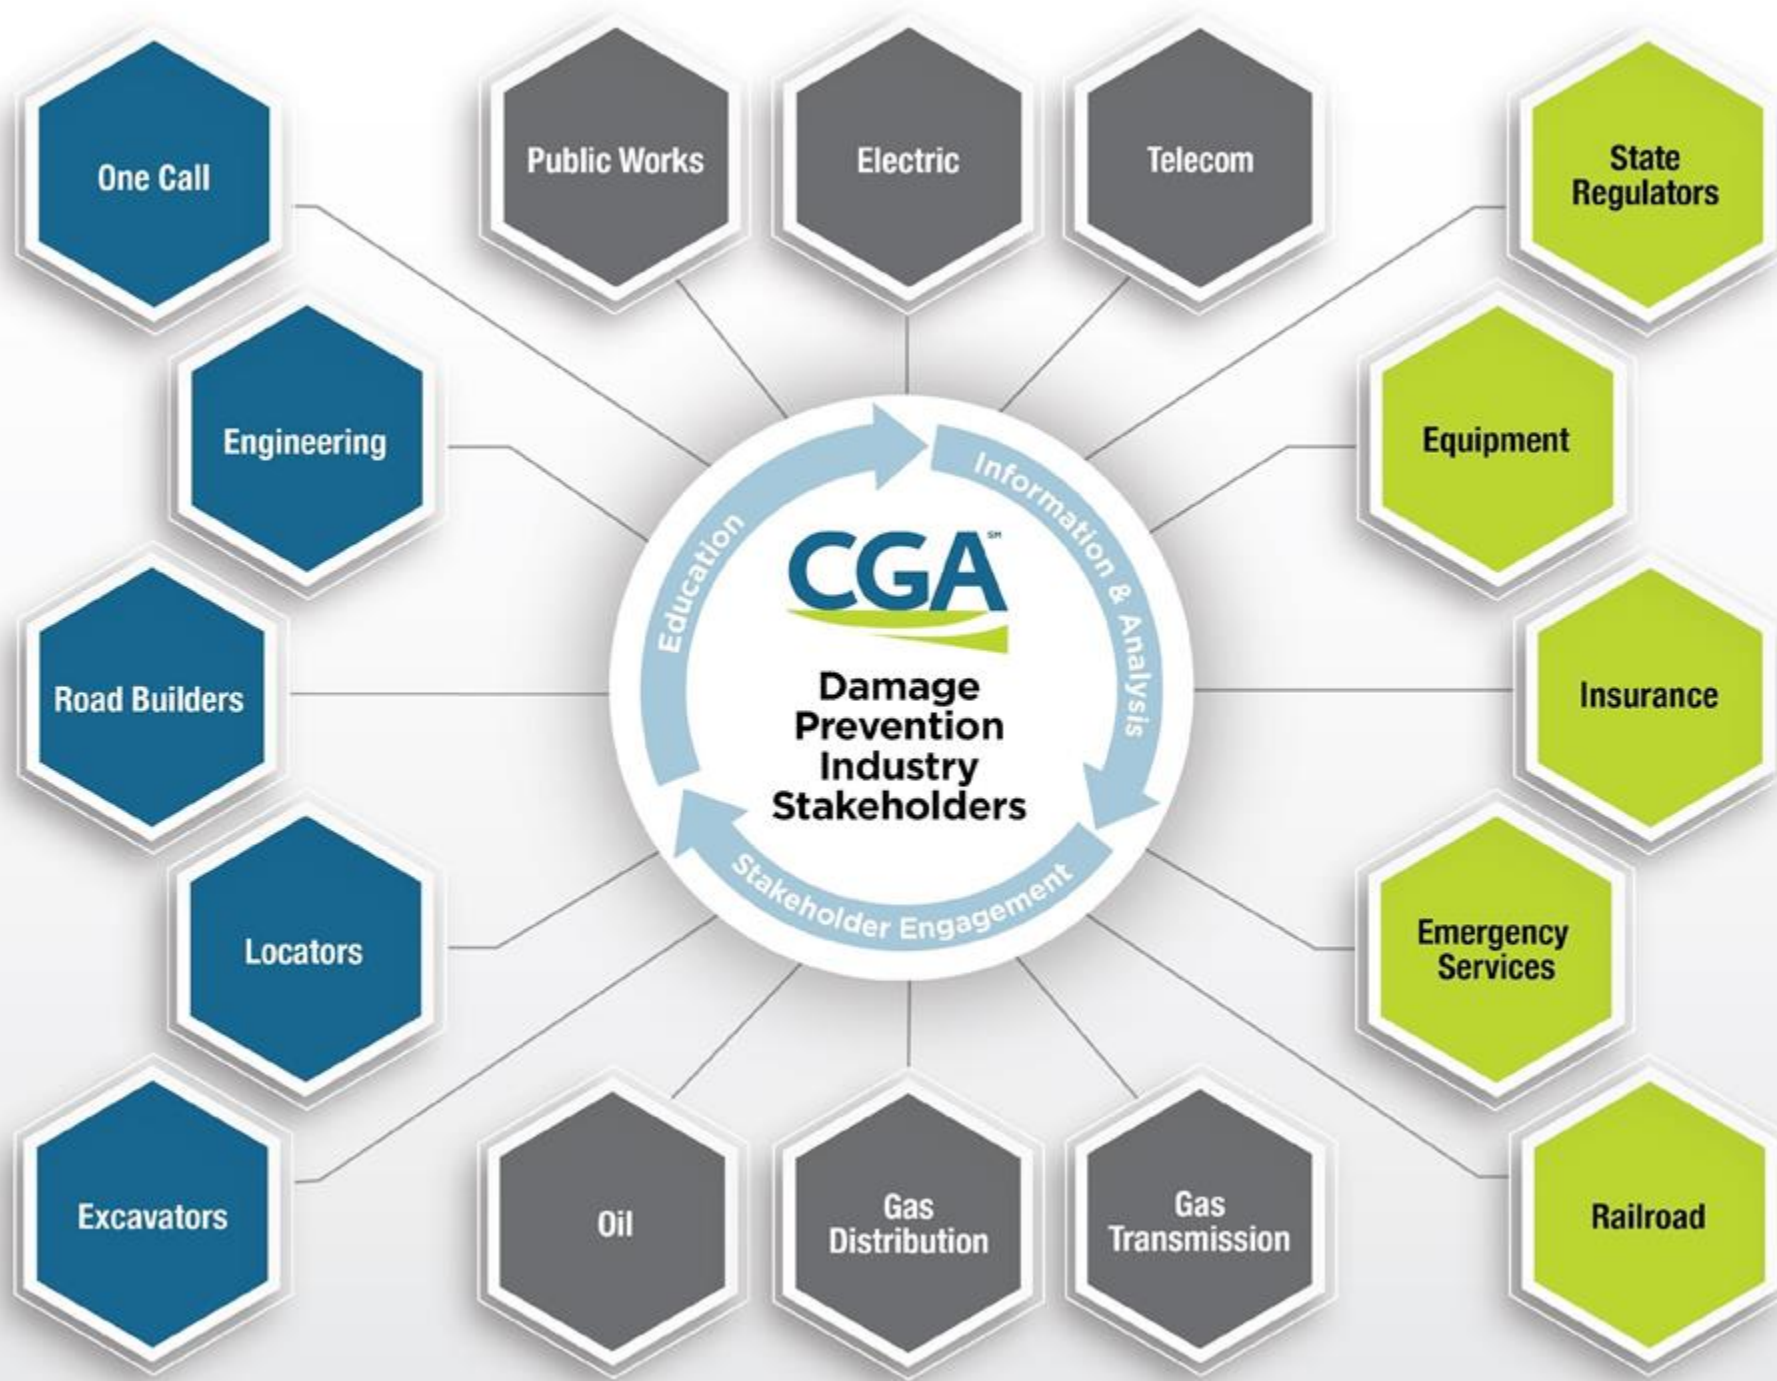 One Call
Public Works
Electric
Telecom
State
Regulators
Engineering
Equipment
Education
Information & Analysis
CGA℠
Damage
Prevention
Industry
Stakeholders
Stakeholder Engagement
Road Builders
Insurance
Locators
Emergency
Services
Excavators
Oil
Gas
Distribution
Gas
Transmission
Railroad